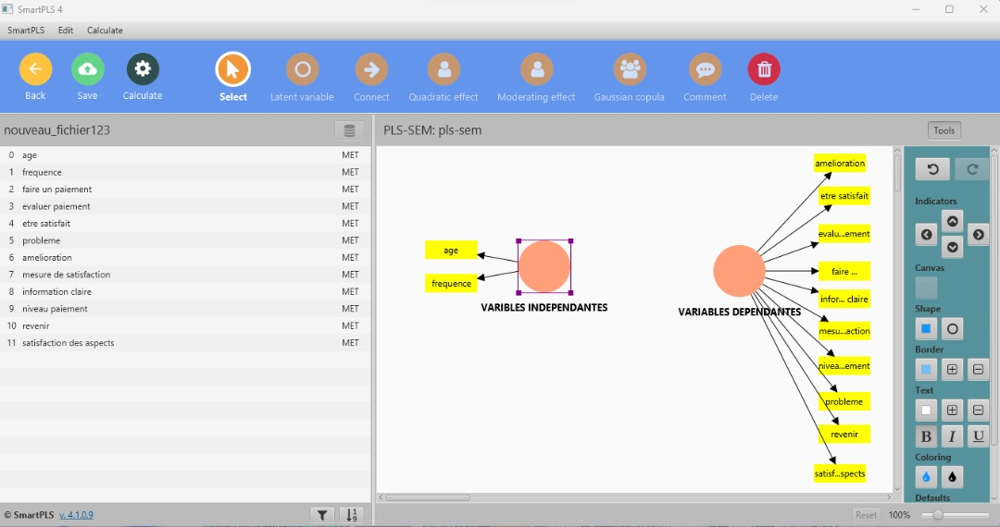 SmartPLS 4
SmartPLS Edit Calculate
Back Save Calculate Select Latent variable Connect Quadratic effect Moderating effect Gaussian copula Comment Delete
nouveau_fichier123
0 age MET
1 frequence MET
2 faire un paiement MET
3 evaluer paiement MET
4 etre satisfait MET
5 probleme MET
6 amelioration MET
7 mesure de satisfaction MET
8 information claire MET
9 niveau paiement MET
10 revenir MET
11 satisfaction des aspects MET
© SmartPLS v. 4.1.0.9
PLS-SEM: pls-sem
Tools
age
frequence
VARIBLES INDEPENDANTES
VARIABLES DEPENDANTES
amelioration
etre satisfait
evalu...ement
faire ...
infor... claire
mesu...action
nivea...ement
probleme
revenir
satisf...spects
Indicators
Canvas
Shape
Border
Text
B I U
Coloring
Defaults
Reset 100%